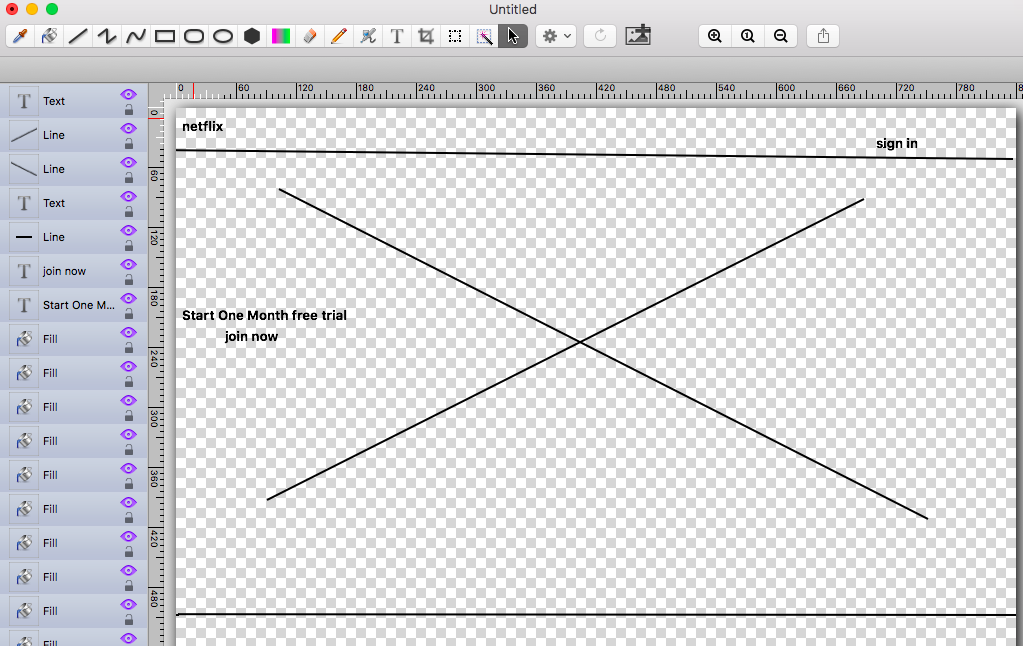 Untitled
0 60 120 180 240 300 360 420 480 540 600 660 720 780 8
0 60 120 180 240 300 360 420 480
Text
Line
Line
Text
Line
join now
Start One M...
Fill
Fill
Fill
Fill
Fill
Fill
Fill
Fill
Fill
Fill
netflix
sign in
Start One Month free trial
join now